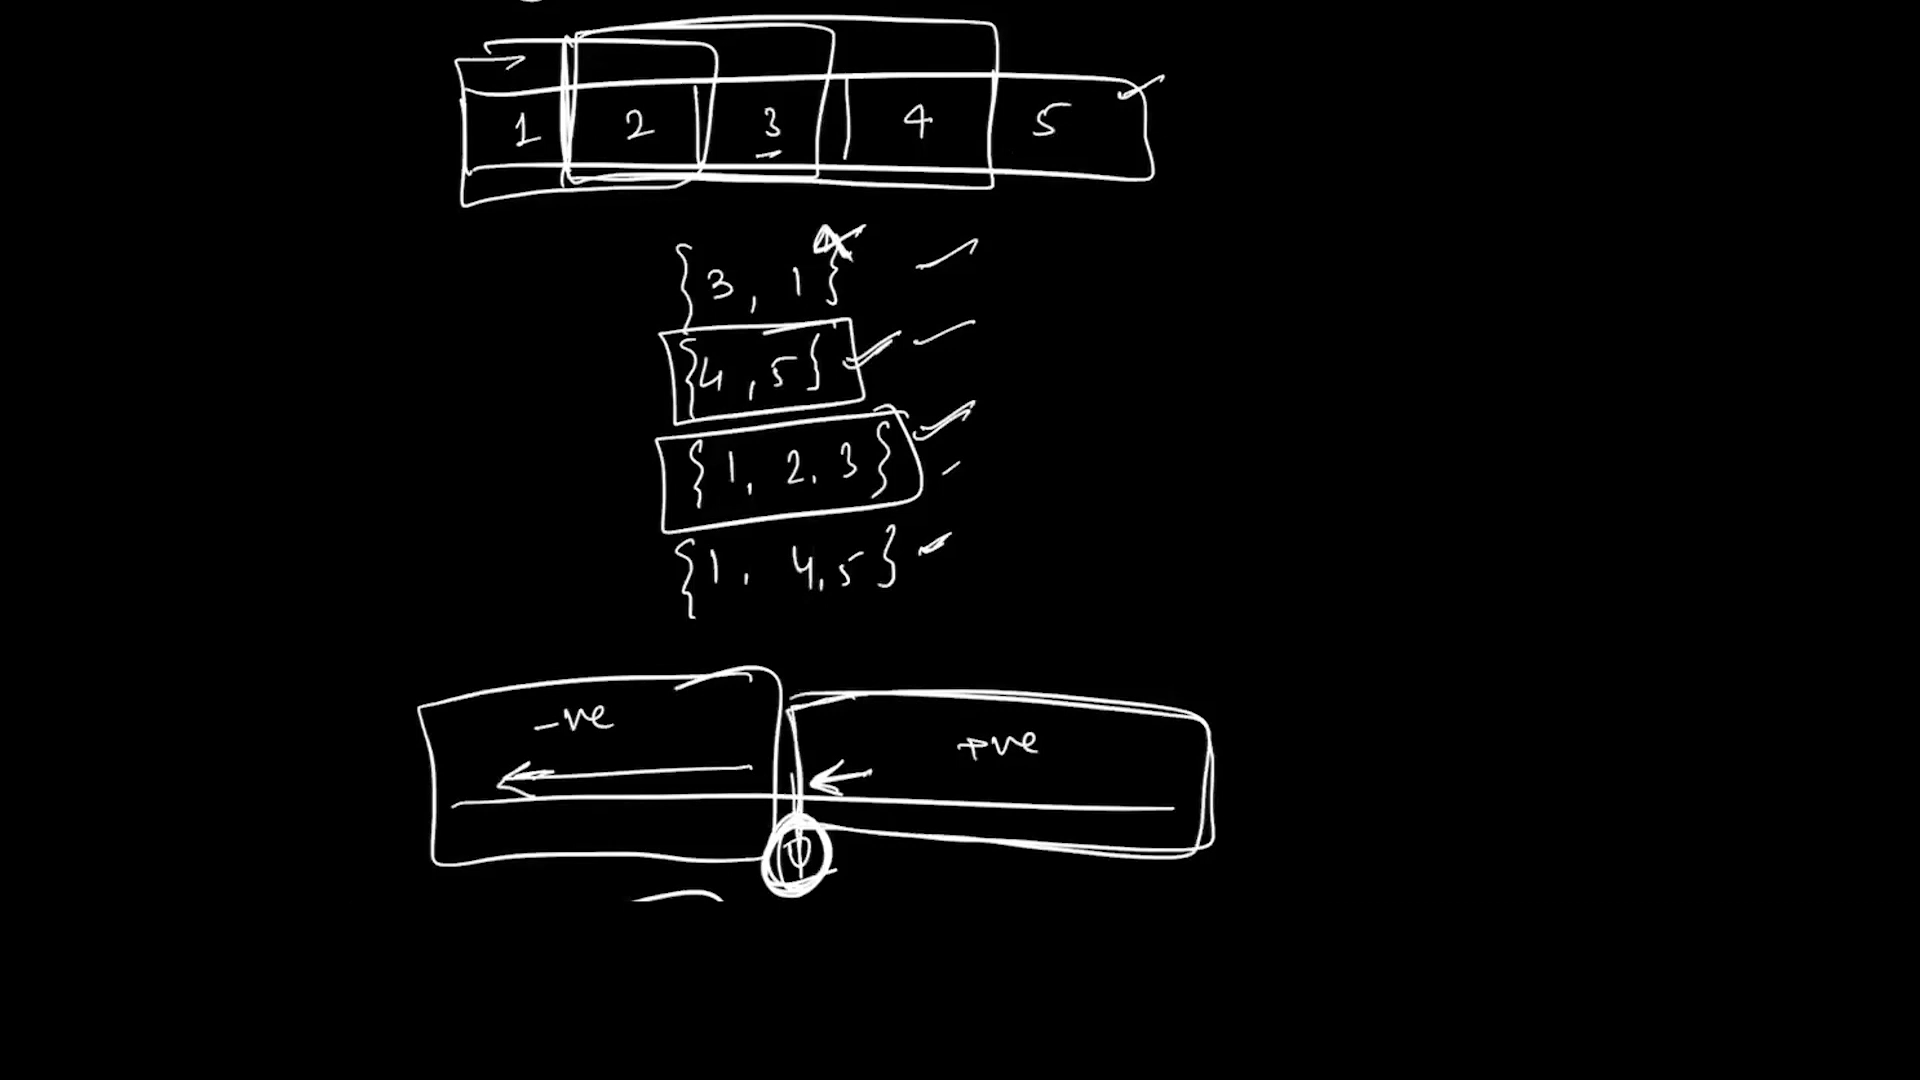 1 2 3 4 5
{3, 1}
{4, 5}
{1, 2, 3}
{1, 4, 5}
-ve +ve
0